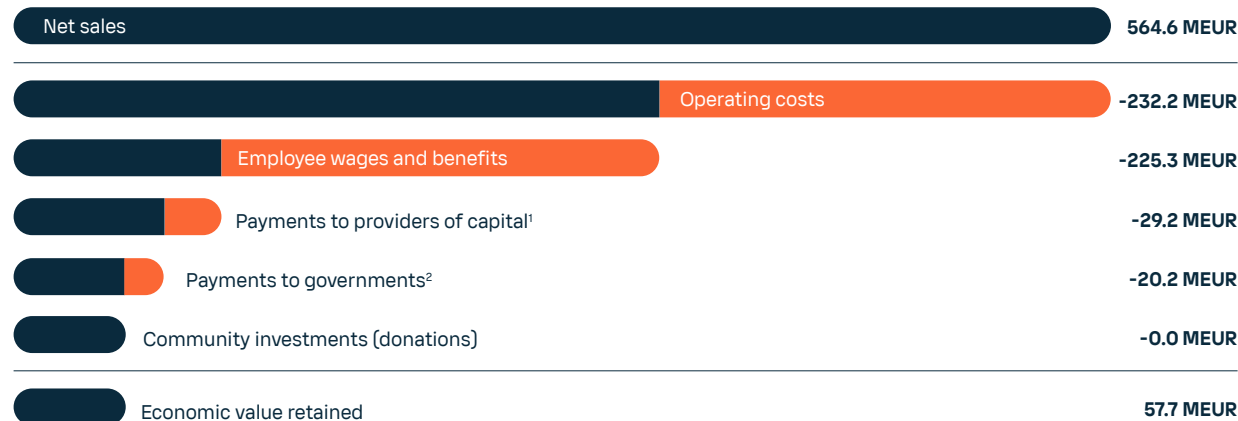 Net sales 564.6 MEUR
Operating costs -232.2 MEUR
Employee wages and benefits -225.3 MEUR
Payments to providers of capital¹ -29.2 MEUR
Payments to governments² -20.2 MEUR
Community investments (donations) -0.0 MEUR
Economic value retained 57.7 MEUR